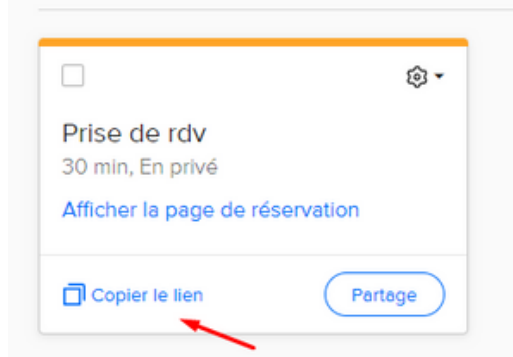 Prise de rdv
30 min, En privé
Afficher la page de réservation
Copier le lien
Partage